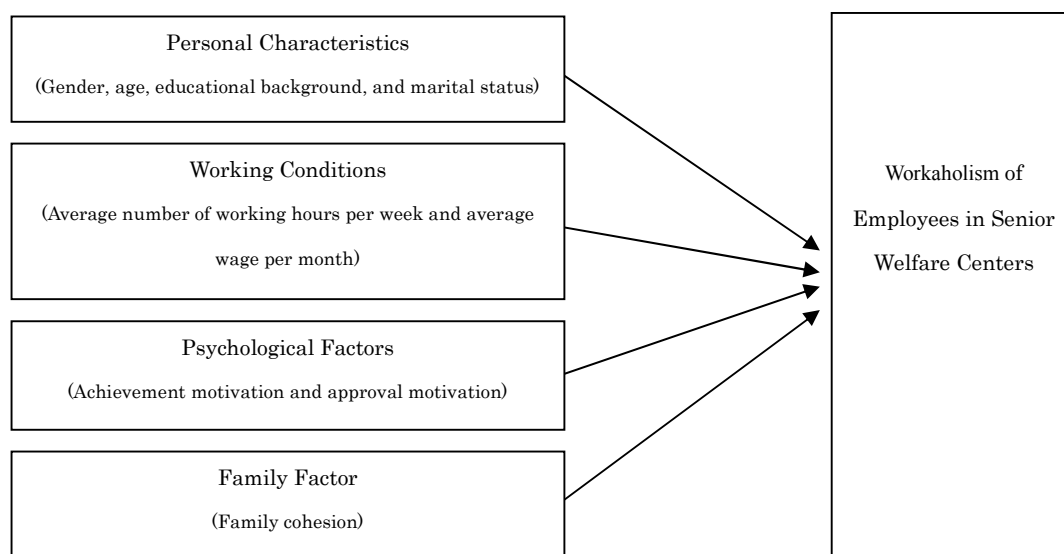 Personal Characteristics
(Gender, age, educational background, and marital status)
Working Conditions
(Average number of working hours per week and average
wage per month)
Psychological Factors
(Achievement motivation and approval motivation)
Family Factor
(Family cohesion)
Workaholism of
Employees in Senior
Welfare Centers